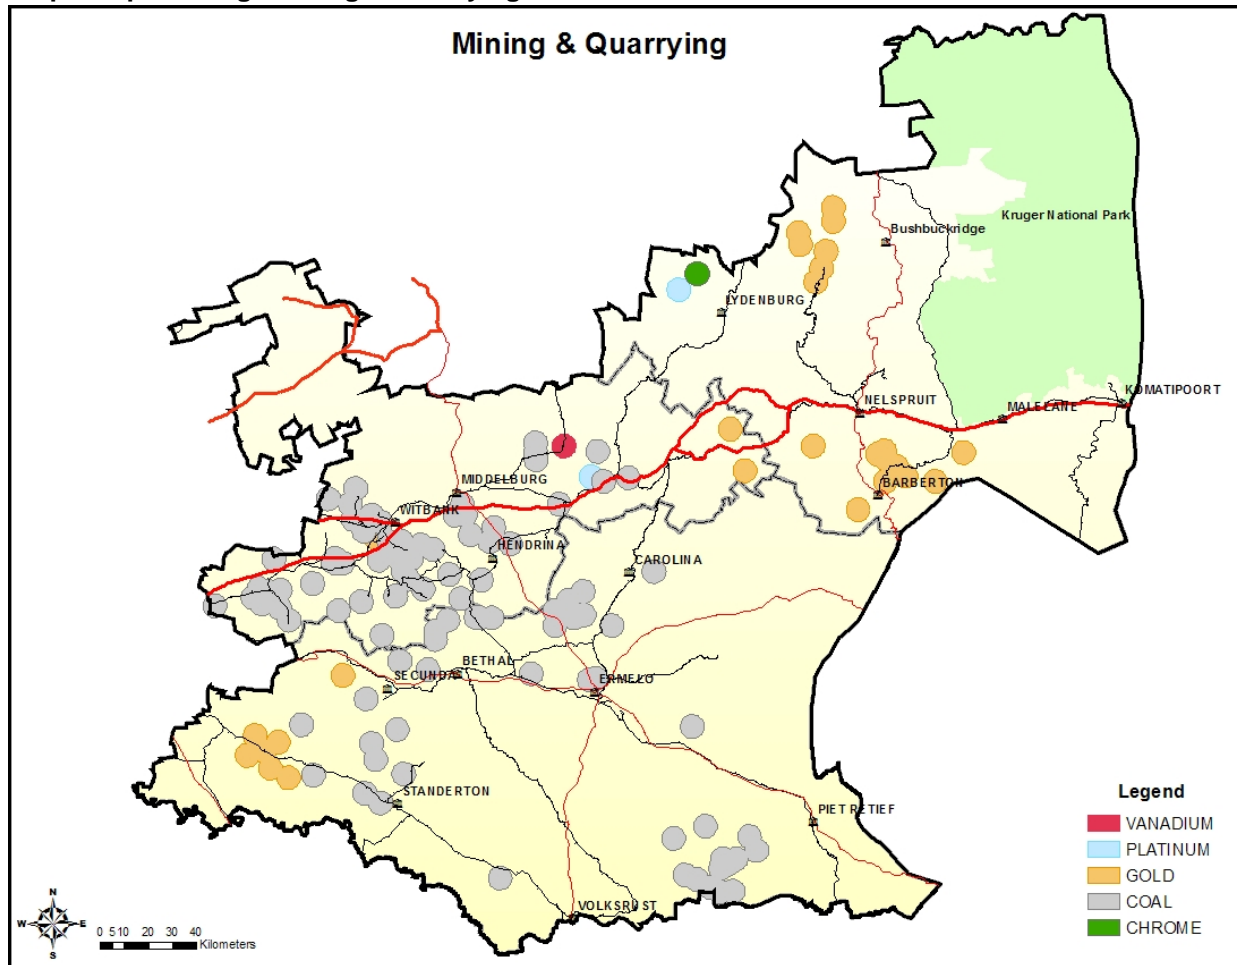 Mining & Quarrying
Bushbuckridge
Kruger National Park
LYDENBURG
KOMATIPOORT
NELSPRUIT
MALELANE
MIDDELBURG
BARBERTON
WITBANK
HENDRINA
CAROLINA
BETHAL
SECUNDA
ERMELO
STANDERTON
PIET RETIEF
VOLKSRUST
Legend
VANADIUM
PLATINUM
GOLD
COAL
CHROME
N
W E
S
0 5 10 20 30 40
Kilometers